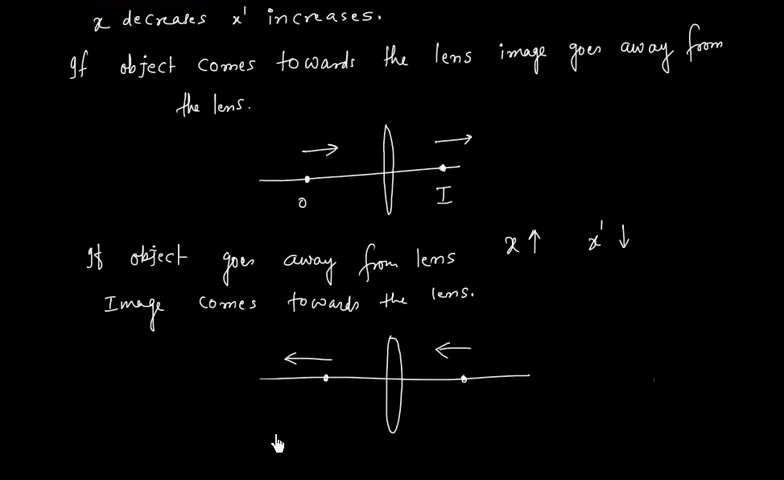 x decreases x' increases.
If object comes towards the lens image goes away from
the lens.
O
I
If object goes away from lens x ↑ x' ↓
Image comes towards the lens.